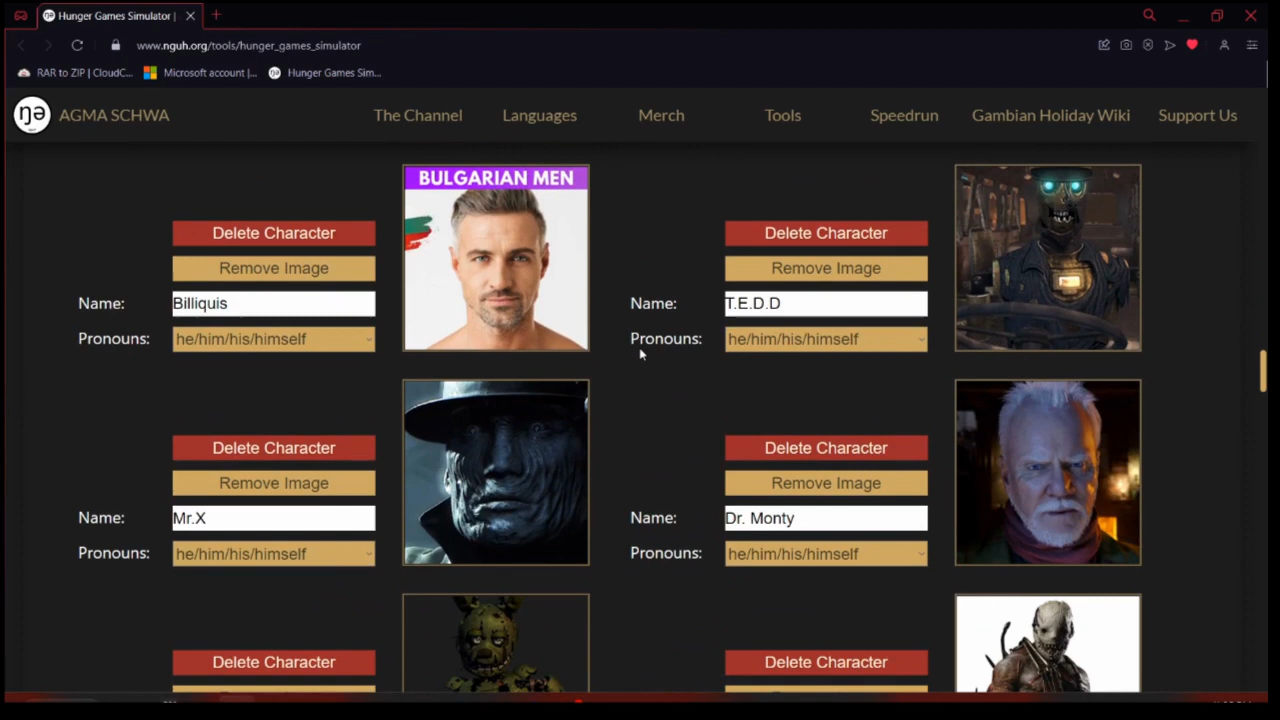 Hunger Games Simulator |
www.nguh.org/tools/hunger_games_simulator
RAR to ZIP | CloudC...
Microsoft account |...
Hunger Games Sim...
ŋə
AGMA SCHWA
The Channel
Languages
Merch
Tools
Speedrun
Gambian Holiday Wiki
Support Us
BULGARIAN MEN
Delete Character
Remove Image
Name:
Billiquis
Pronouns:
he/him/his/himself
Delete Character
Remove Image
Name:
T.E.D.D
Pronouns:
he/him/his/himself
Delete Character
Remove Image
Name:
Mr.X
Pronouns:
he/him/his/himself
Delete Character
Remove Image
Name:
Dr. Monty
Pronouns:
he/him/his/himself
Delete Character
Delete Character